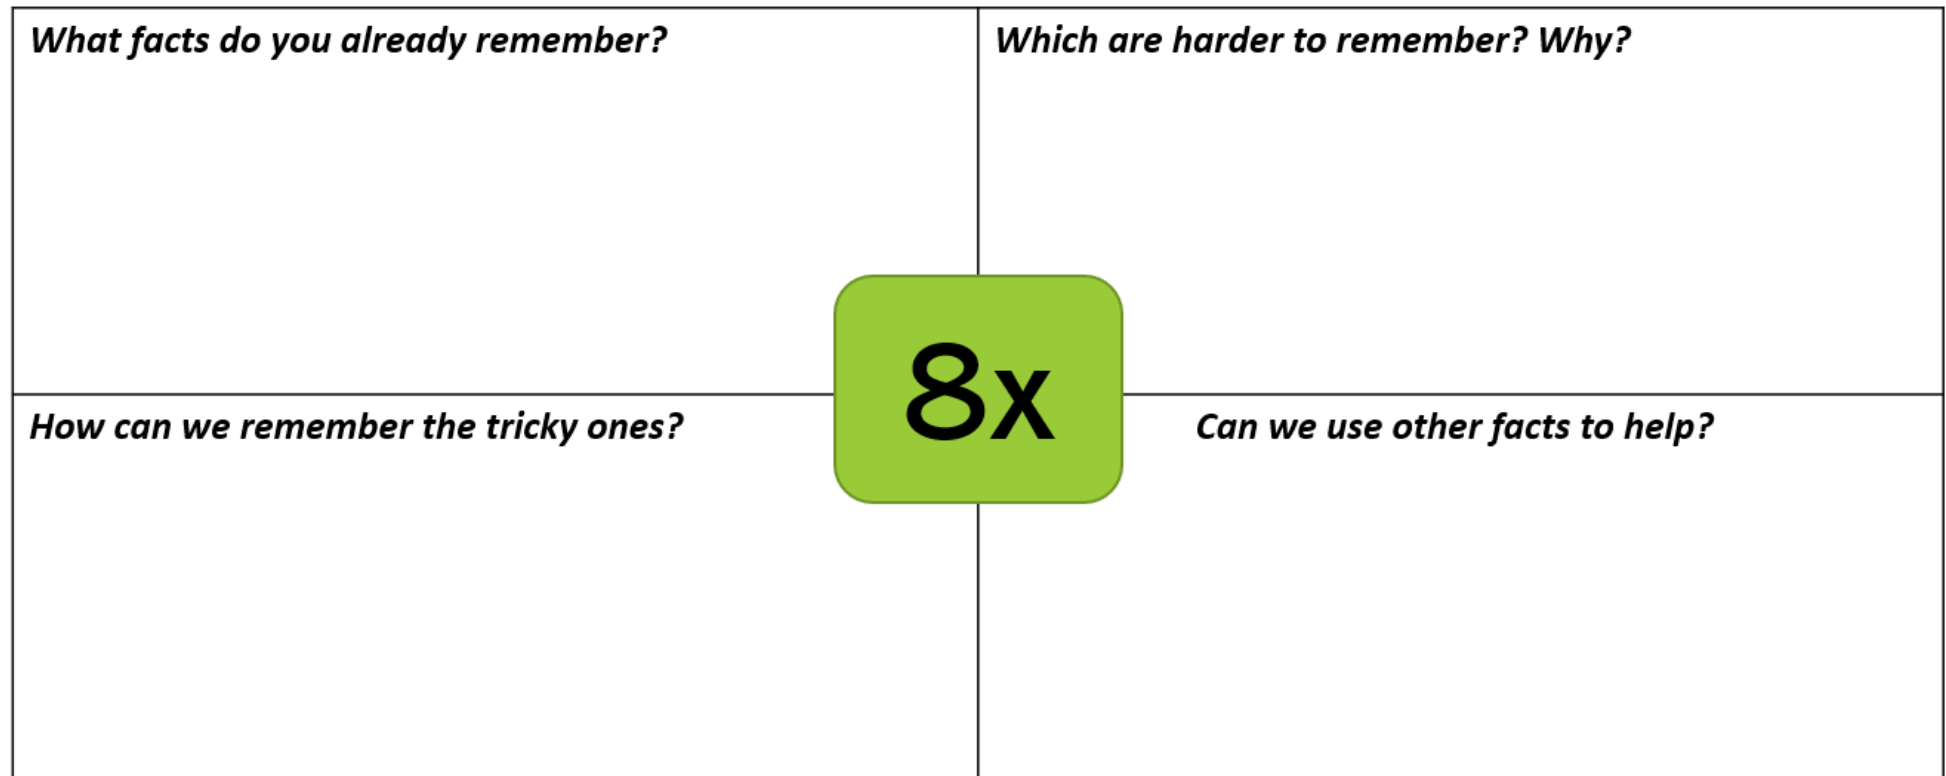 What facts do you already remember?
Which are harder to remember? Why?
8x
How can we remember the tricky ones?
Can we use other facts to help?